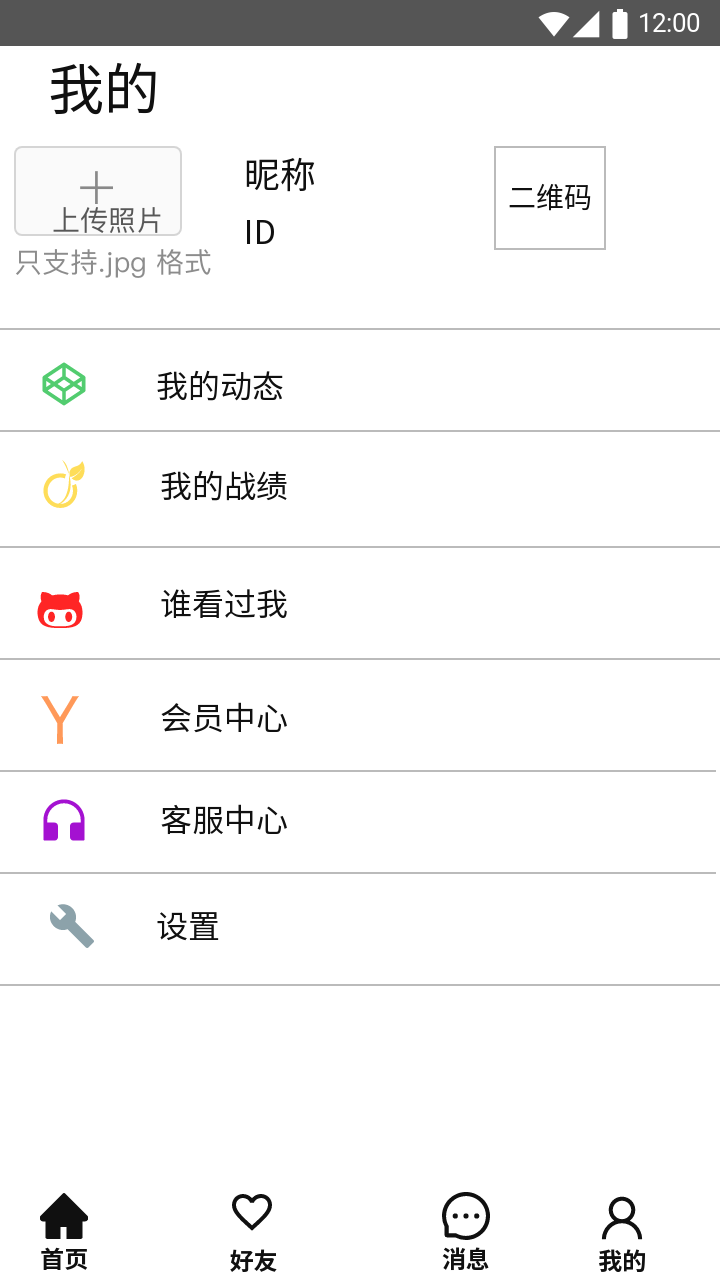 12:00
我的
上传照片
只支持.jpg 格式
昵称
ID
二维码
我的动态
我的战绩
谁看过我
会员中心
客服中心
设置
首页
好友
消息
我的